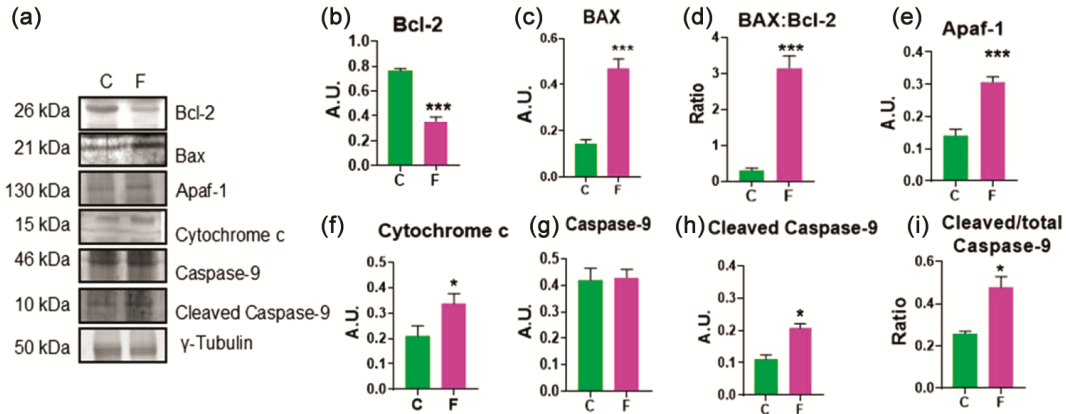 (a)
C F
26 kDa Bcl-2
21 kDa Bax
130 kDa Apaf-1
15 kDa Cytochrome c
46 kDa Caspase-9
10 kDa Cleaved Caspase-9
50 kDa γ-Tubulin
(b)
Bcl-2
A.U.
1.0
0.8
0.6
0.4
0.2
0.0
***
C F
(c)
BAX
A.U.
0.6
0.4
0.2
0.0
***
C F
(d)
BAX:Bcl-2
Ratio
4
3
2
1
0
***
C F
(e)
Apaf-1
A.U.
0.4
0.3
0.2
0.1
0.0
***
C F
(f)
Cytochrome c
A.U.
0.5
0.4
0.3
0.2
0.1
0.0
*
C F
(g)
Caspase-9
A.U.
0.5
0.4
0.3
0.2
0.1
0.0
C F
(h)
Cleaved Caspase-9
A.U.
0.4
0.3
0.2
0.1
0.0
*
C F
(i)
Cleaved/total
Caspase-9
Ratio
0.6
0.4
0.2
0.0
*
C F